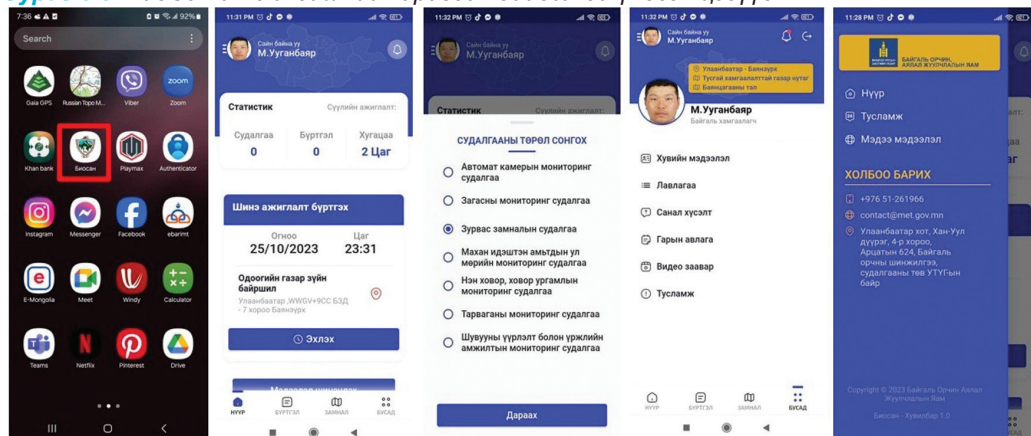 7:36
92%
Search
Gaia GPS
Russian Topo M...
Viber
Zoom
zoom
Khan bank
Биосан
Playmax
Authenticator
Instagram
Messenger
Facebook
ebarimt
E-Mongolia
Meet
Windy
Calculator
Teams
Netflix
Pinterest
Drive
11:31 PM
Сайн байна уу
М.Ууганбаяр
Статистик
Сүүлийн ажиглалт:
Судалгаа
Бүртгэл
Хугацаа
0
0
2 Цаг
Шинэ ажиглалт бүртгэх
Огноо
Цаг
25/10/2023
23:31
Одоогийн газар зүйн
байршил
Улаанбаатар ,WWGV+9CC БЗД
- 7 хороо Баянзүрх
Эхлэх
НҮҮР
БҮРТГЭЛ
ЗАМНАЛ
БУСАД
11:32 PM
Сайн байна уу
М.Ууганбаяр
Статистик
Сүүлийн ажиглалт:
СУДАЛГААНЫ ТӨРӨЛ СОНГОХ
Автомат камерын мониторинг
судалгаа
Загасны мониторинг судалгаа
Зурвас замналын судалгаа
Махан идэштэн амьтдын ул
мөрийн мониторинг судалгаа
Нэн ховор, ховор ургамлын
мониторинг судалгаа
Тарваганы мониторинг судалгаа
Шувууны үүрлэлт болон үржлийн
амжилтын мониторинг судалгаа
Дараах
11:32 PM
Сайн байна уу
М.Ууганбаяр
Улаанбаатар - Баянзүрх
Тусгай хамгаалалттай газар нутаг
Баянцагааны тал
М.Ууганбаяр
Байгаль хамгаалагч
Хувийн мэдээлэл
Лавлагаа
Санал хүсэлт
Гарын авлага
Видео заавар
Тусламж
НҮҮР
БҮРТГЭЛ
ЗАМНАЛ
БУСАД
11:28 PM
БАЙГАЛЬ ОРЧИН,
АЯЛАЛ ЖУУЛЧЛАЛЫН ЯАМ
Нүүр
Тусламж
Мэдээ мэдээлэл
ХОЛБОО БАРИХ
+976 51-261966
contact@met.gov.mn
Улаанбаатар хот, Хан-Уул
дүүрэг, 4-р хороо,
Арцатын 624, Байгаль
орчны шинжилгээ,
судалгааны төв УТҮГ-ын
байр
Copyright © 2023 Байгаль Орчин Аялал
Жуулчлалын Яам
Биосан - Хувилбар 1.0